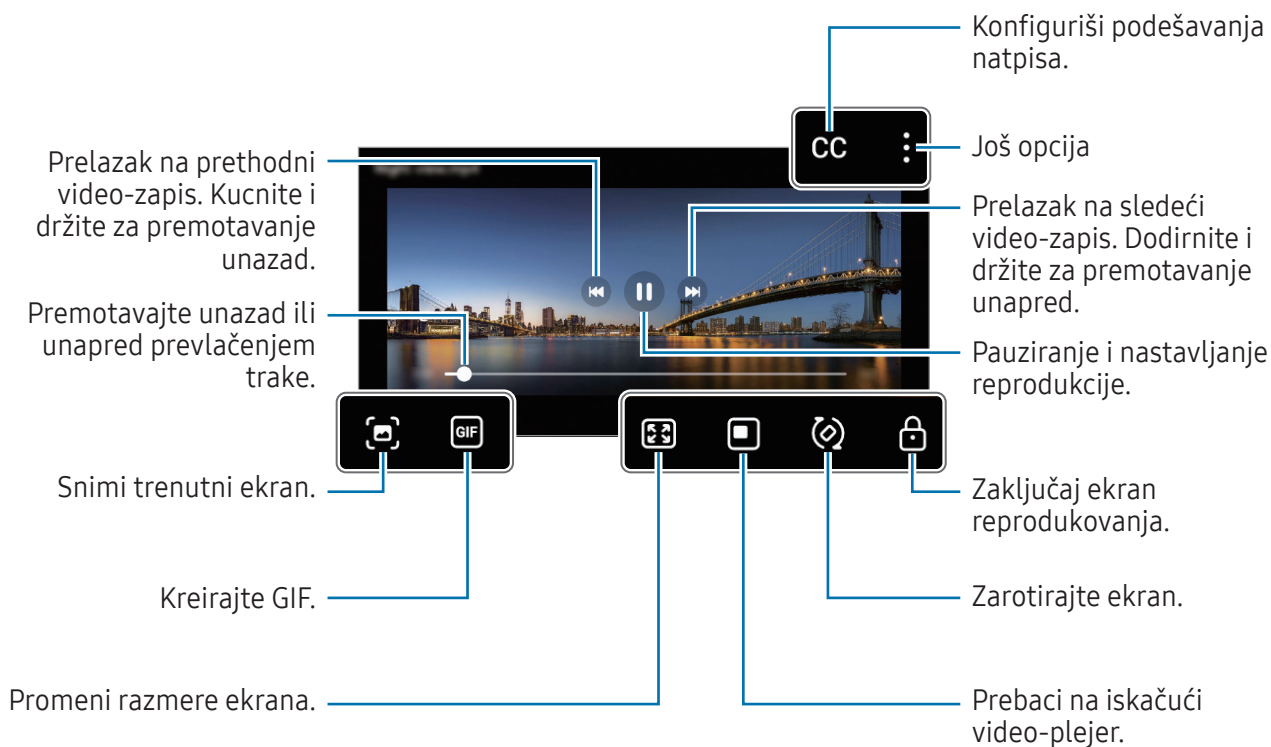 Konfiguriši podešavanja
natpisa.
CC
Još opcija
Prelazak na prethodni
video-zapis. Kucnite i
držite za premotavanje
unazad.
Prelazak na sledeći
video-zapis. Dodirnite i
držite za premotavanje
unapred.
Premotavajte unazad ili
unapred prevlačenjem
trake.
Pauziranje i nastavljanje
reprodukcije.
GIF
Snimi trenutni ekran.
Zaključaj ekran
reprodukovanja.
Kreirajte GIF.
Zarotirajte ekran.
Promeni razmere ekrana.
Prebaci na iskačući
video-plejer.